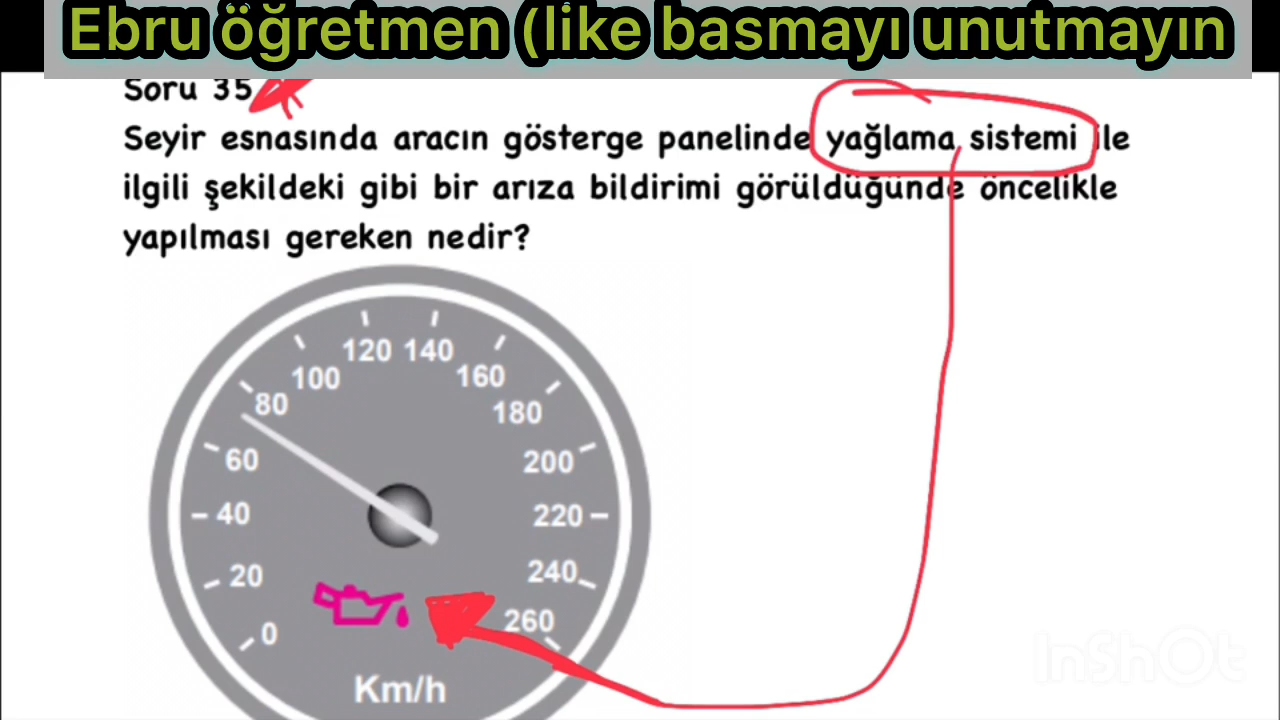 Ebru öğretmen (like basmayı unutmayın
Soru 35
Seyir esnasında aracın gösterge panelinde yağlama sistemi ile
ilgili şekildeki gibi bir arıza bildirimi görüldüğünde öncelikle
yapılması gereken nedir?
120 140
100 160
80 180
60 200
40 220
20 240
0 260
Km/h
InShOt